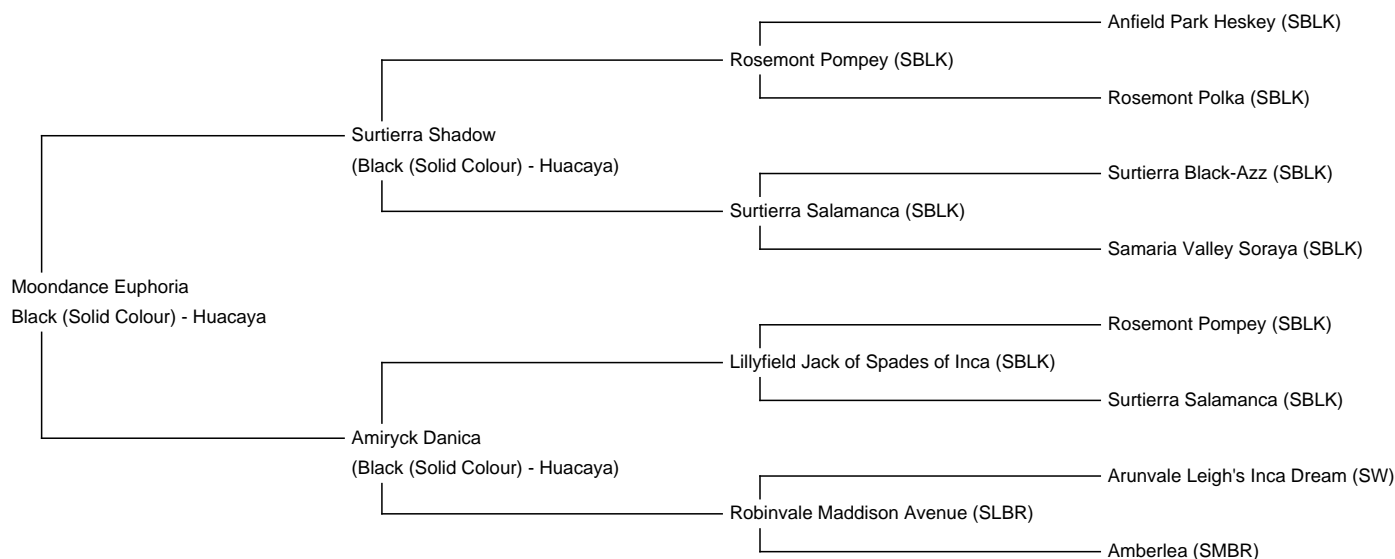 Anfield Park Heskey (SBLK)
Rosemont Pompey (SBLK)
Rosemont Polka (SBLK)
Surtierra Shadow
(Black (Solid Colour) - Huacaya)
Surtierra Black-Azz (SBLK)
Surtierra Salamanca (SBLK)
Samaria Valley Soraya (SBLK)
Moondance Euphoria
Black (Solid Colour) - Huacaya
Rosemont Pompey (SBLK)
Lillyfield Jack of Spades of Inca (SBLK)
Surtierra Salamanca (SBLK)
Amiryck Danica
(Black (Solid Colour) - Huacaya)
Arunvale Leigh's Inca Dream (SW)
Robinvale Maddison Avenue (SLBR)
Amberlea (SMBR)